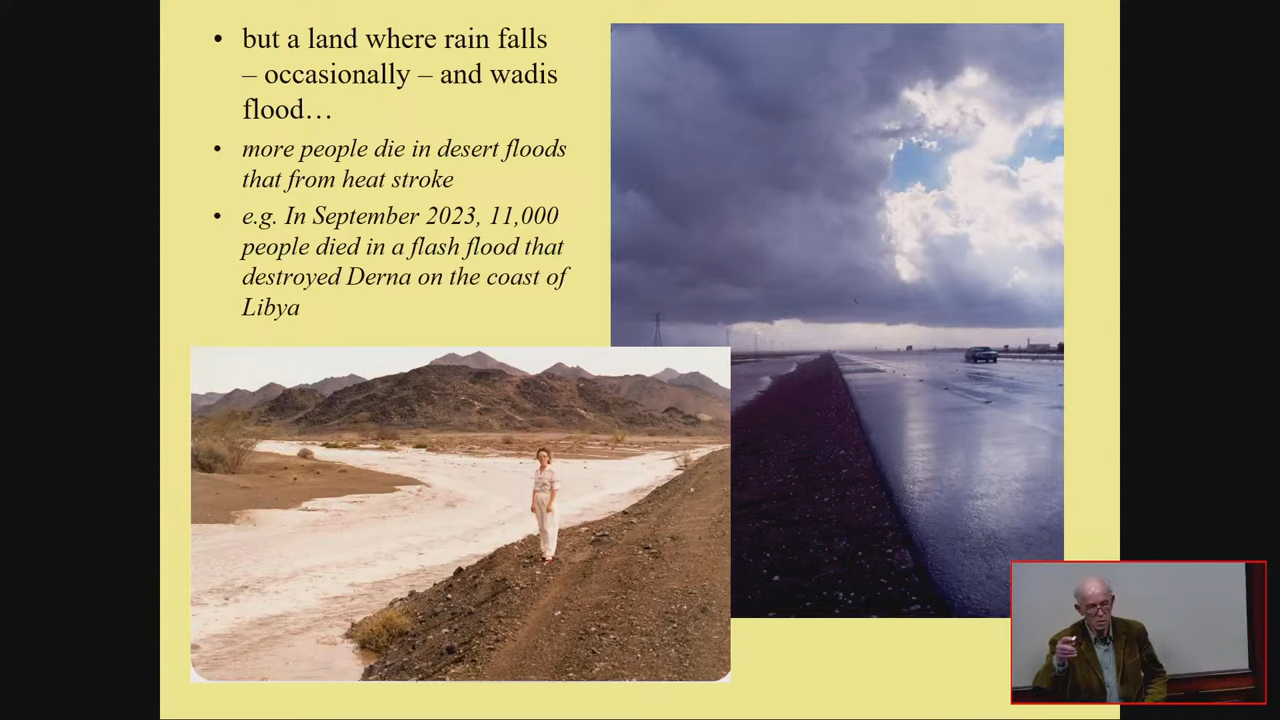 • but a land where rain falls
– occasionally – and wadis
flood…
• more people die in desert floods
that from heat stroke
• e.g. In September 2023, 11,000
people died in a flash flood that
destroyed Derna on the coast of
Libya